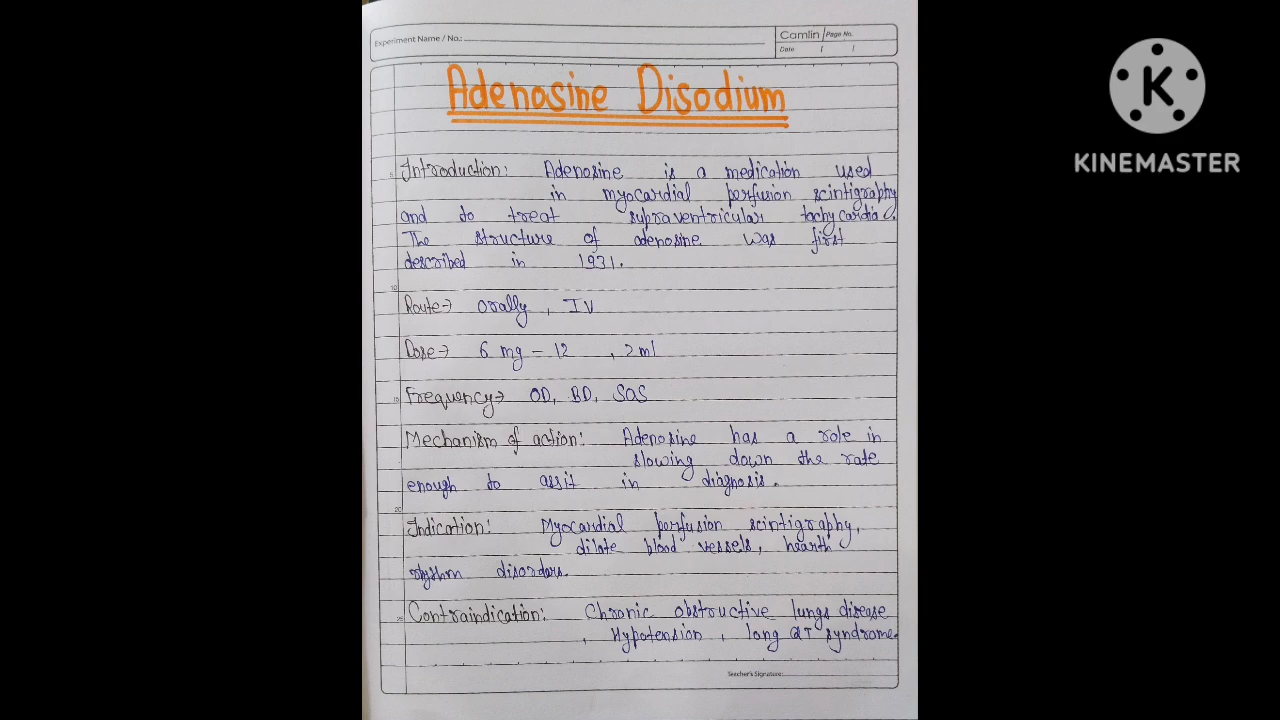 Experiment Name / No.:
Camlin
Page No.
Date / /
Adenosine Disodium
Introduction: Adenosine is a medication used
in myocardial perfusion scintigraphy
and to treat supraventricular tachycardia.
The structure of adenosine was first
described in 1931.
10
Route→ Orally, IV
Dose→ 6 mg - 12 , 2ml
15
Frequency→ OD, BD, SOS
Mechanism of action: Adenosine has a role in
slowing down the rate
enough to assit in diagnosis.
20
Indication: Myocardial perfusion scintigraphy,
dilate blood vessels, hearth
rhythm disorders.
25
Contraindication: Chronic obstructive lungs disease
, Hypotension, long QT syndrome.
Teacher's Signature:
K
KINEMASTER